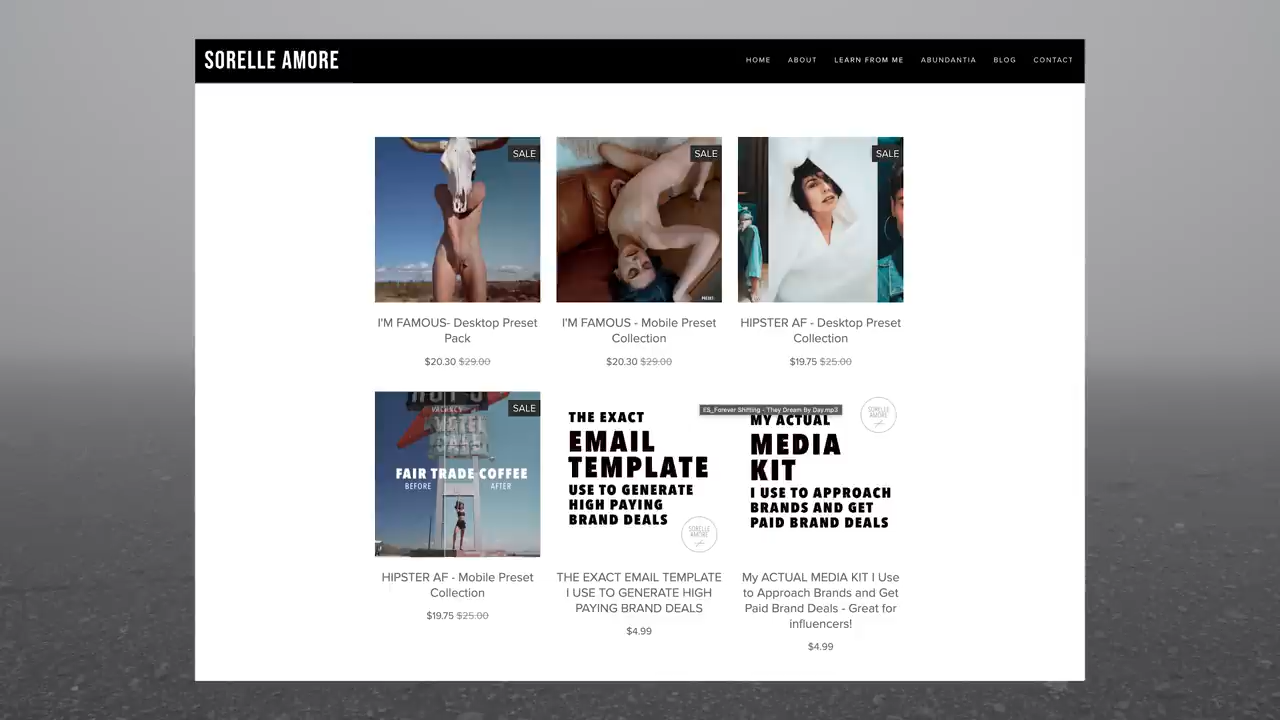 SORELLE AMORE
HOME ABOUT LEARN FROM ME ABUNDANTIA BLOG CONTACT
SALE
SALE
SALE
PRESET:
I'M FAMOUS- Desktop Preset
Pack
$20.30 $29.00
I'M FAMOUS - Mobile Preset
Collection
$20.30 $29.00
HIPSTER AF - Desktop Preset
Collection
$19.75 $25.00
SALE
VACANCY
FAIR TRADE COFFEE
BEFORE AFTER
HIPSTER AF - Mobile Preset
Collection
$19.75 $25.00
THE EXACT
EMAIL
TEMPLATE
USE TO GENERATE
HIGH PAYING
BRAND DEALS
SORELLE
AMORE
THE EXACT EMAIL TEMPLATE
I USE TO GENERATE HIGH
PAYING BRAND DEALS
$4.99
ES_Forever Shifting - They Dream By Day.mp3
SORELLE
AMORE
MY ACTUAL
MEDIA
KIT
I USE TO APPROACH
BRANDS AND GET
PAID BRAND DEALS
My ACTUAL MEDIA KIT I Use
to Approach Brands and Get
Paid Brand Deals - Great for
influencers!
$4.99